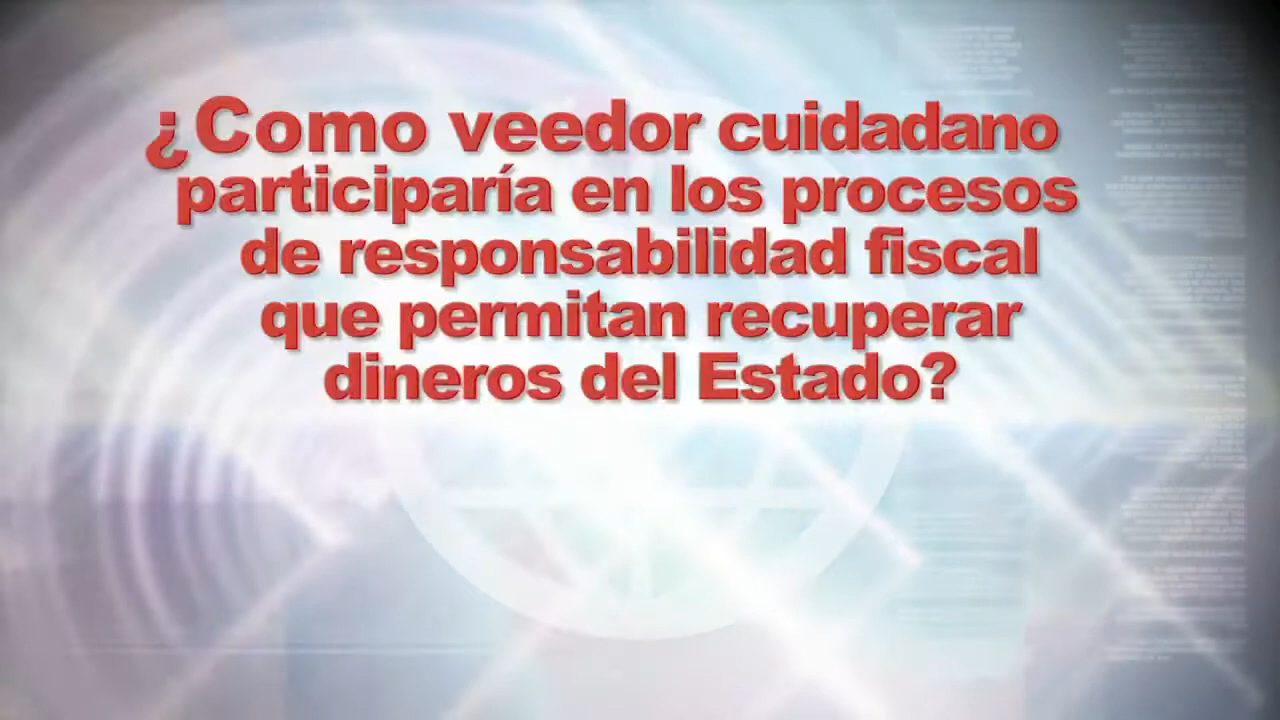 ¿Como veedor cuidadano
participaría en los procesos
de responsabilidad fiscal
que permitan recuperar
dineros del Estado?